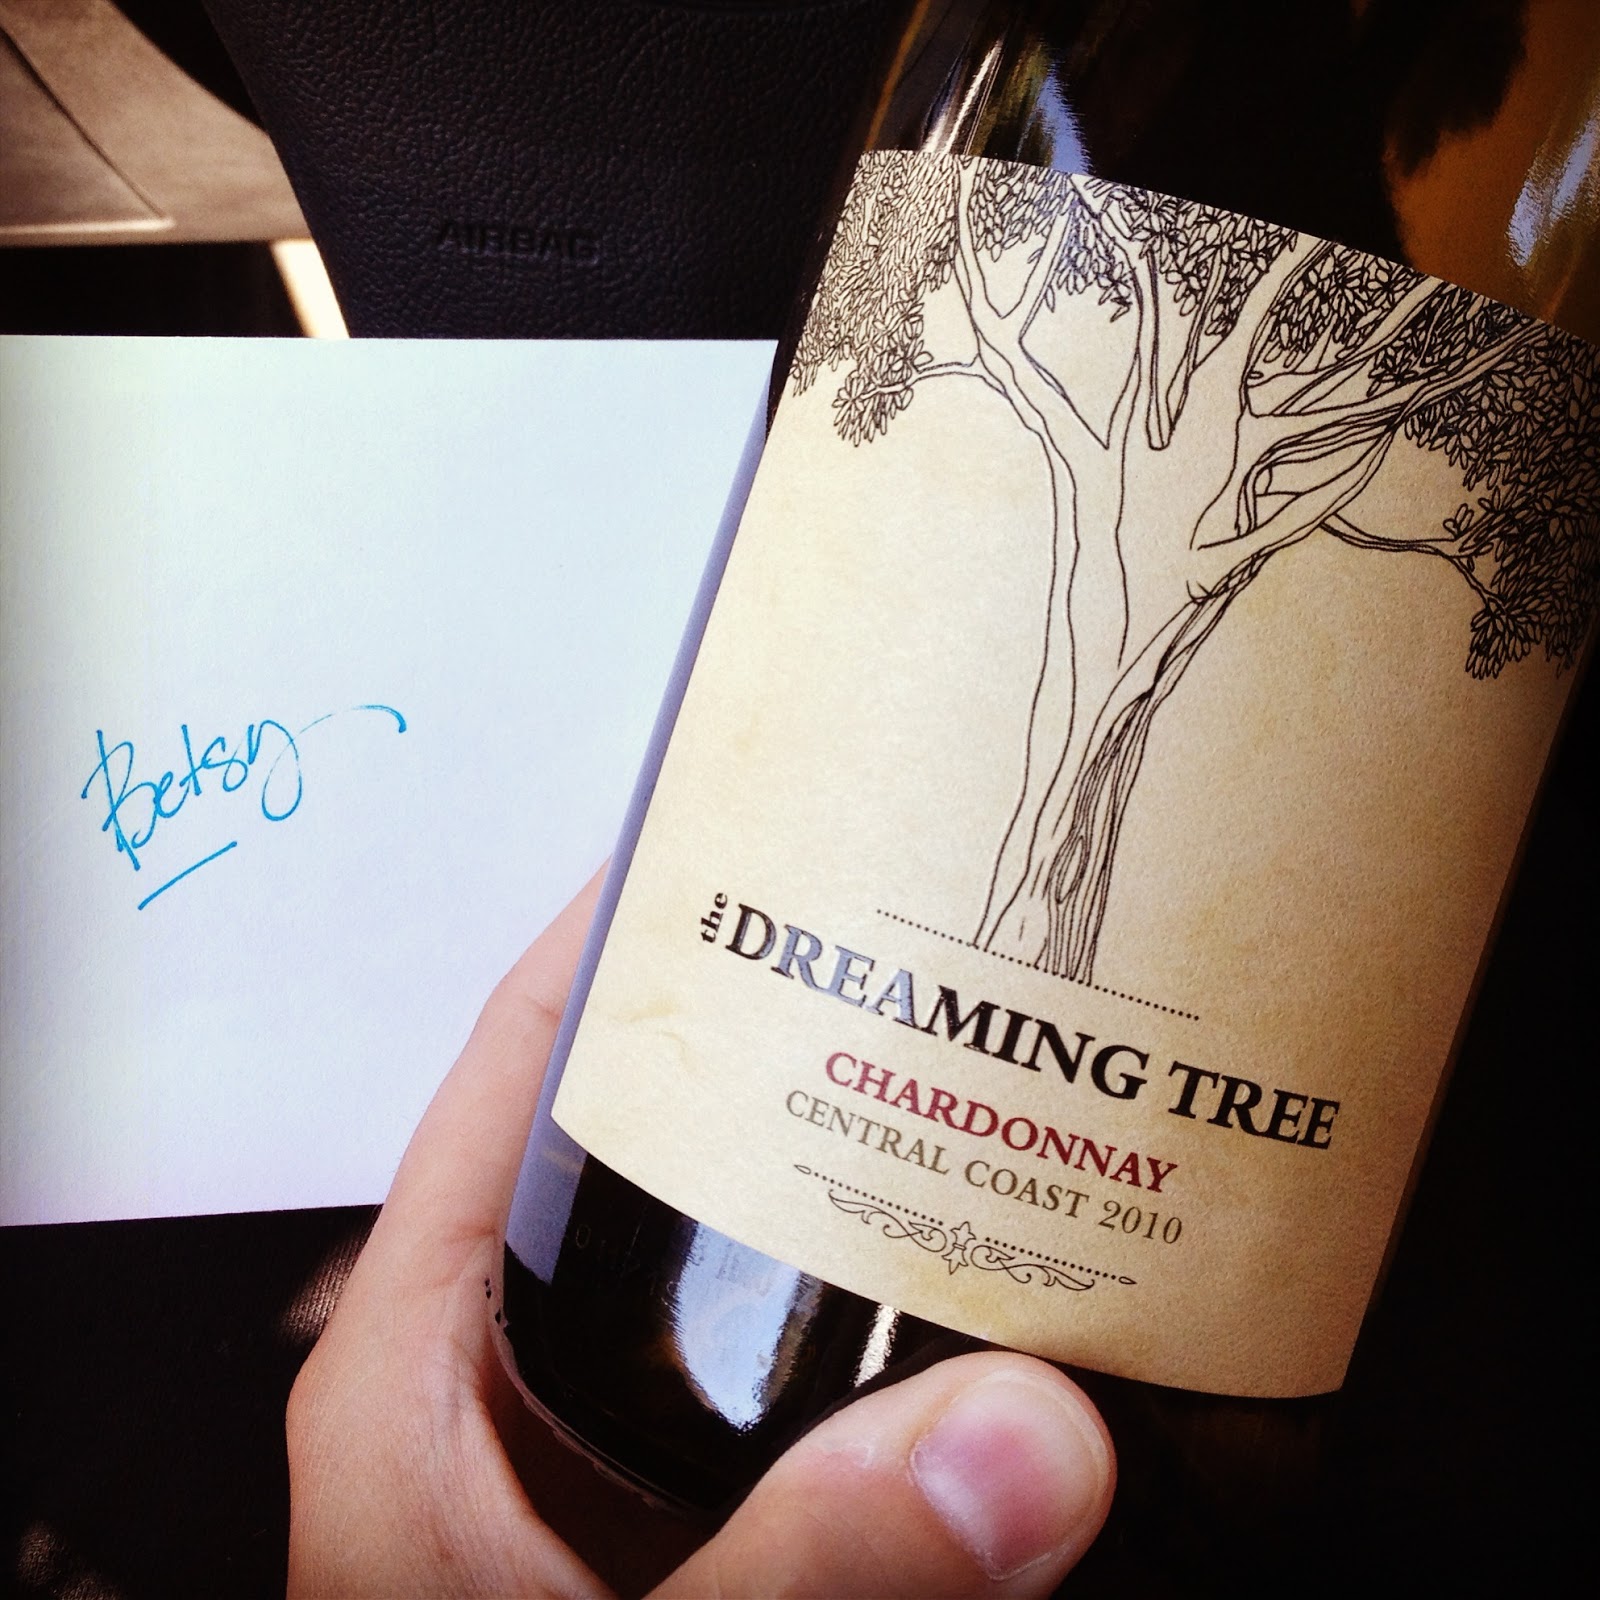 AIRBAG
Betsy
the DREAMING TREE
CHARDONNAY
CENTRAL COAST 2010